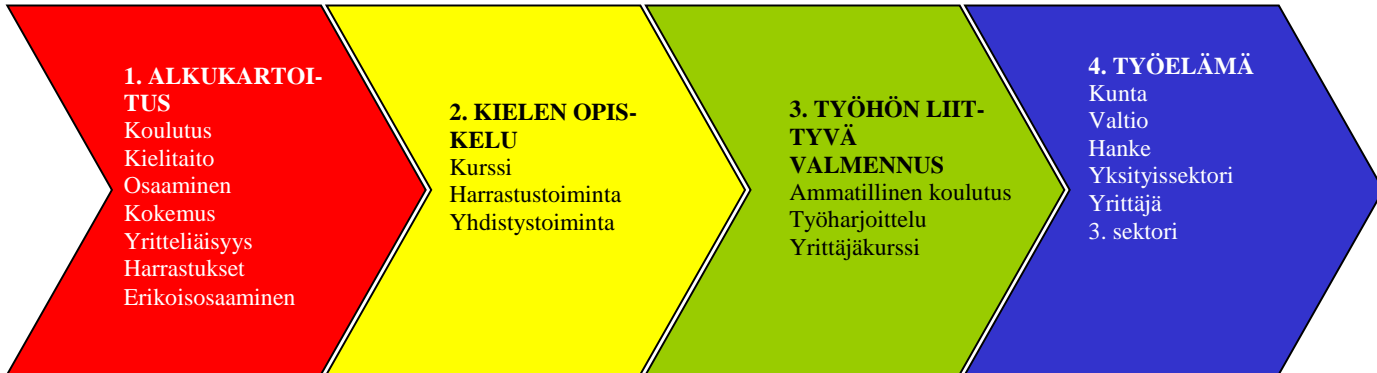 1. ALKUKARTOI-
TUS
Koulutus
Kielitaito
Osaaminen
Kokemus
Yritteliäisyys
Harrastukset
Erikoisosaaminen
2. KIELEN OPIS-
KELU
Kurssi
Harrastustoiminta
Yhdistystoiminta
3. TYÖHÖN LIIT-
TYVÄ
VALMENNUS
Ammatillinen koulutus
Työharjoittelu
Yrittäjäkurssi
4. TYÖELÄMÄ
Kunta
Valtio
Hanke
Yksityissektori
Yrittäjä
3. sektori